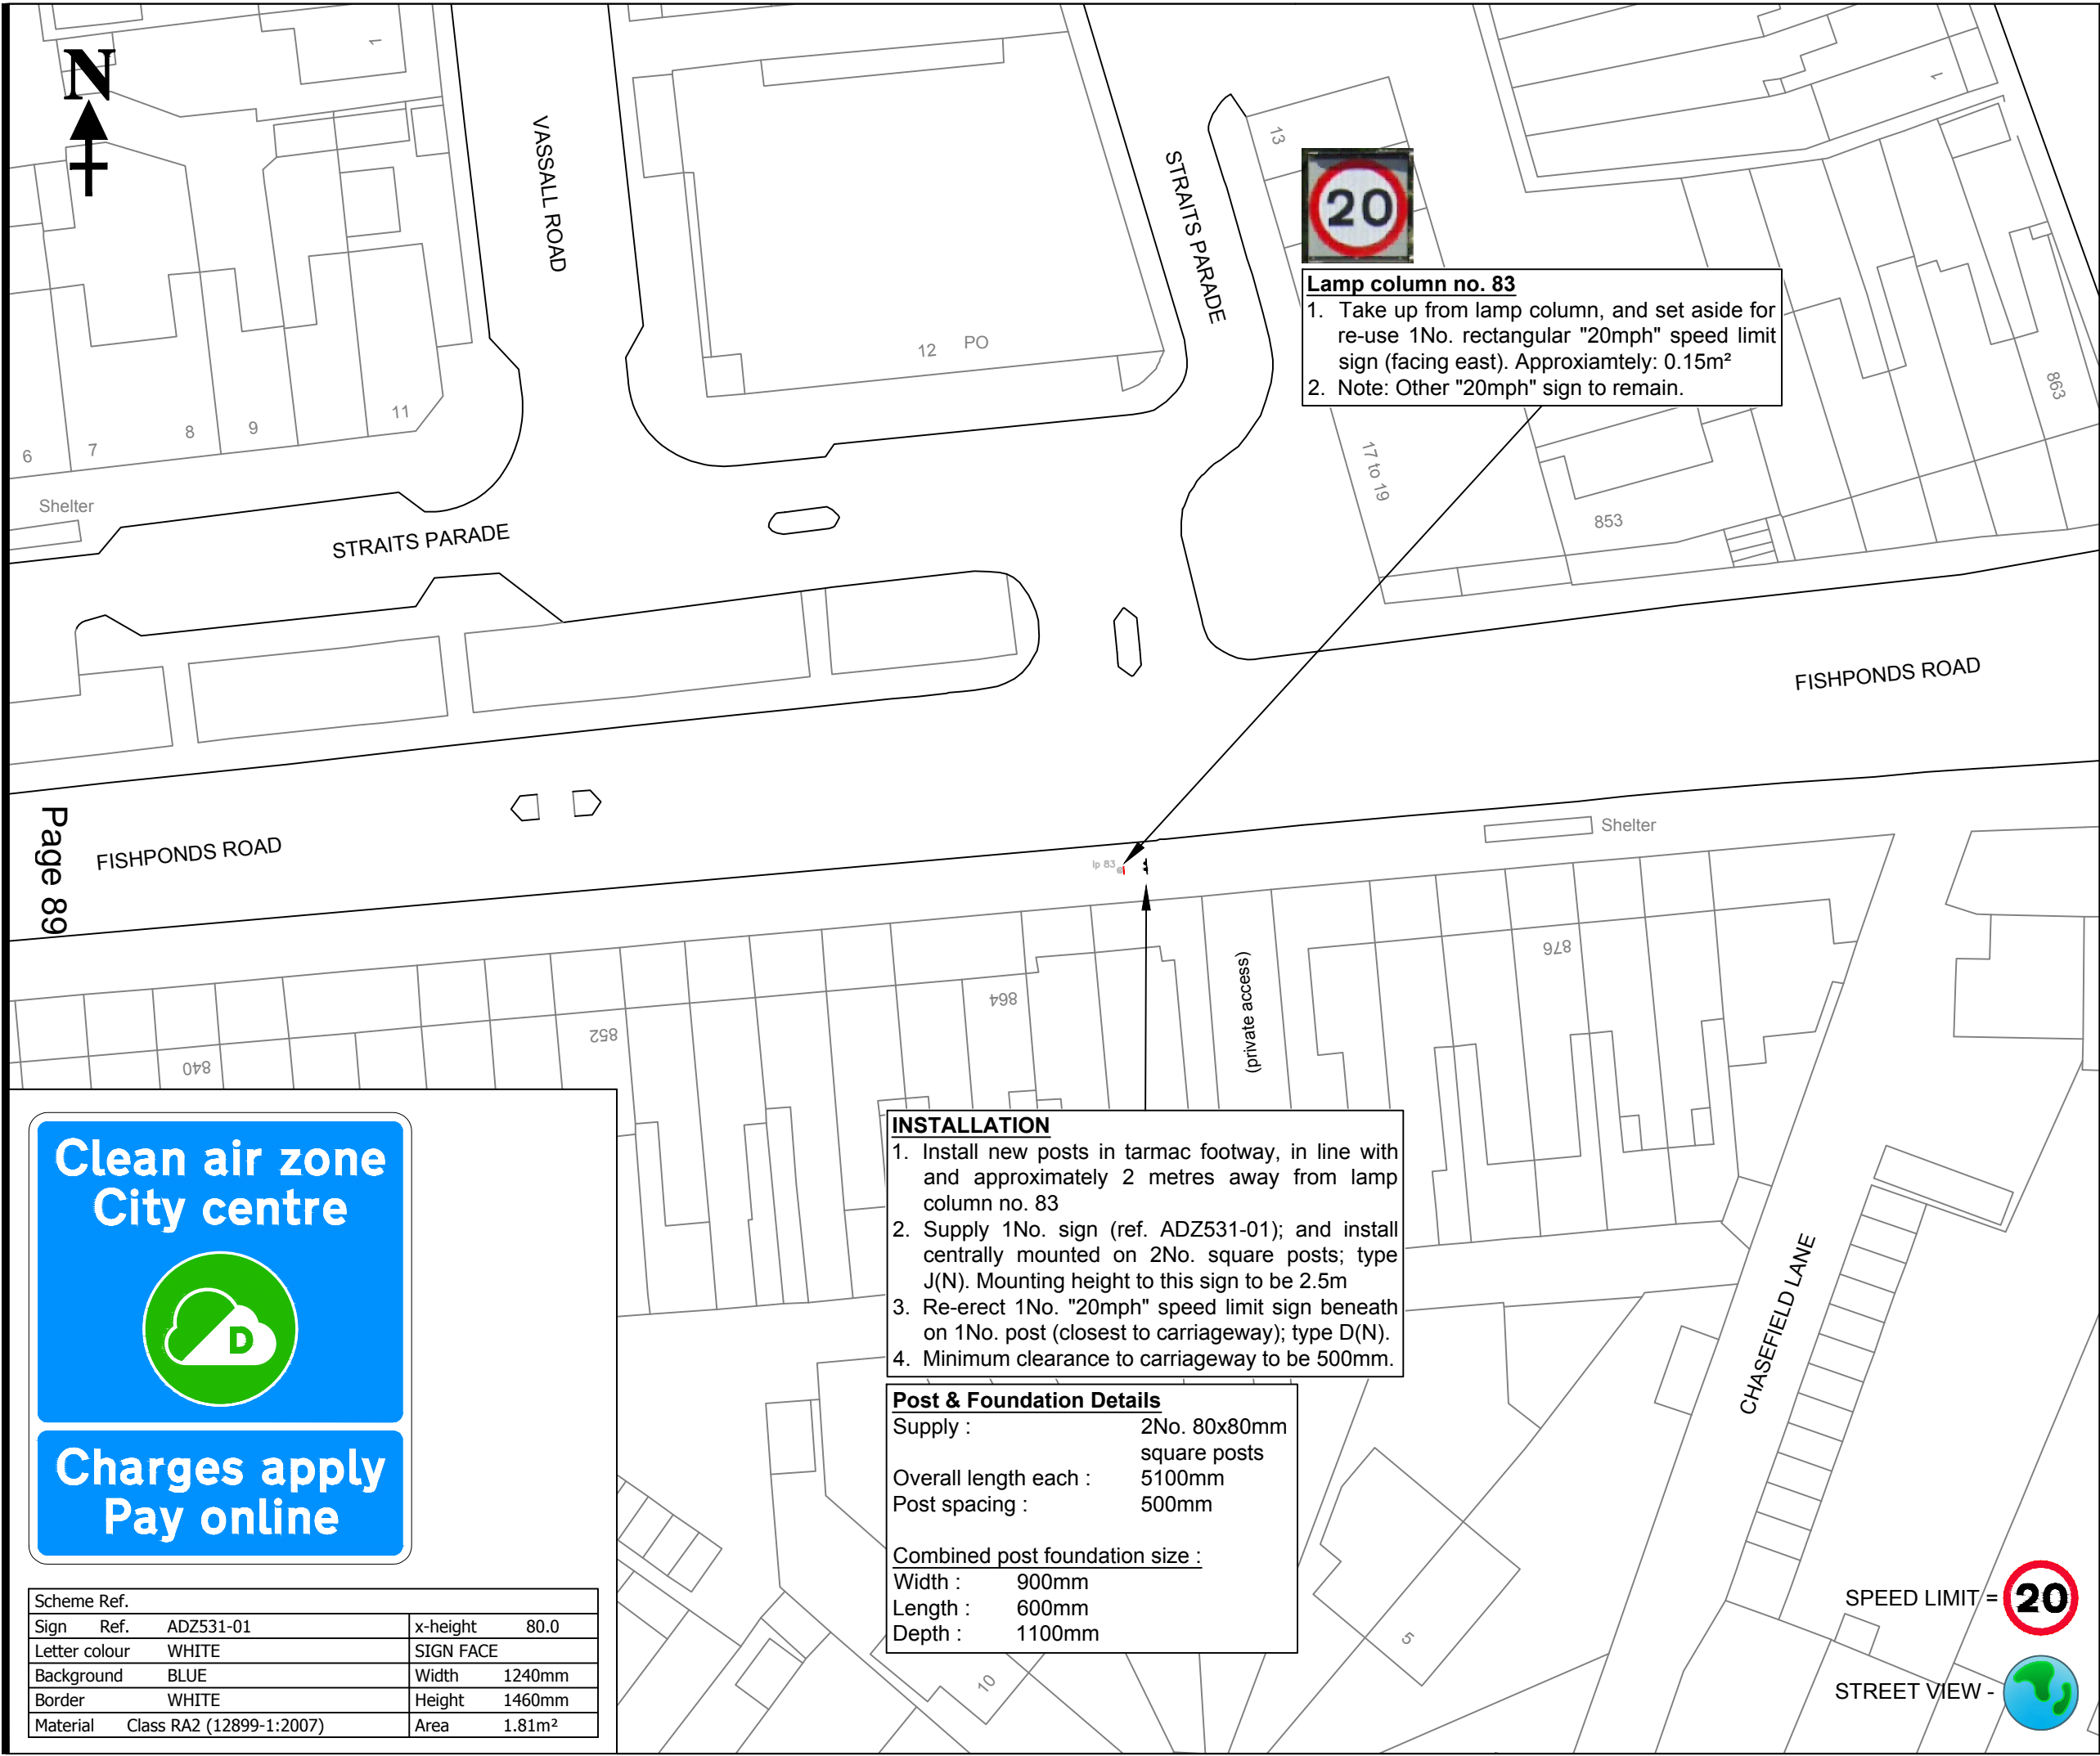 N
1
VASSALL ROAD
STRAITS PARADE
13
1
20
Lamp column no. 83
1. Take up from lamp column, and set aside for
re-use 1No. rectangular "20mph" speed limit
sign (facing east). Approxiamtely: 0.15m²
2. Note: Other "20mph" sign to remain.
12 PO
6
7
8
9
11
863
17 to 19
853
Shelter
STRAITS PARADE
FISHPONDS ROAD
Page 89
FISHPONDS ROAD
Shelter
lp 83
840
852
864
(private access)
876
CHASEFIELD LANE
INSTALLATION
1. Install new posts in tarmac footway, in line with
and approximately 2 metres away from lamp
column no. 83
2. Supply 1No. sign (ref. ADZ531-01); and install
centrally mounted on 2No. square posts; type
J(N). Mounting height to this sign to be 2.5m
3. Re-erect 1No. "20mph" speed limit sign beneath
on 1No. post (closest to carriageway); type D(N).
4. Minimum clearance to carriageway to be 500mm.
Post & Foundation Details
Supply : 2No. 80x80mm
square posts
Overall length each : 5100mm
Post spacing : 500mm
Combined post foundation size :
Width : 900mm
Length : 600mm
Depth : 1100mm
Clean air zone
City centre
D
Charges apply
Pay online
Scheme Ref.
Sign Ref. ADZ531-01 x-height 80.0
Letter colour WHITE SIGN FACE
Background BLUE Width 1240mm
Border WHITE Height 1460mm
Material Class RA2 (12899-1:2007) Area 1.81m²
10
5
SPEED LIMIT = 20
STREET VIEW -